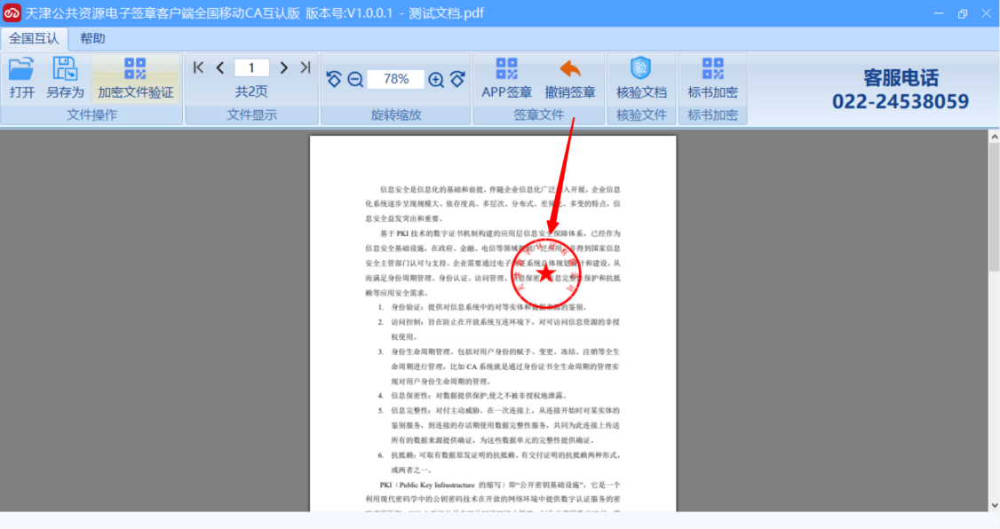 天津公共资源电子签章客户端全国移动CA互认版 版本号:V1.0.0.1 - 测试文档.pdf
全国互认 帮助
打开 另存为 加密文件验证
文件操作
1
共2页
文件显示
78%
旋转缩放
APP签章 撤销签章
签章文件
验
核验文档
核验文件
标书加密
标书加密
客服电话
022-24538059
信息安全是信息化的基础和前提，伴随企业信息化广泛 入开展，企业信息
化系统逐步呈现规模大、依存度高、多层次、分布式、差异化、多变的特点，信
息安全益发突出和重要。
基于 PKI 技术的数字证书机制构建的应用层信息安全保障体系，已经作为
信息安全基础设施，在政府、金融、电信等领域 广泛应用，并得到国家信息
安全主管部门认可与支持。企业需要通过电子 证系统总体规划设计和建设，从
而满足身份周期管理、身份认证、访问管理、信息保密、信息完整性保护和抗抵
赖等应用安全需求。
1. 身份验证：提供对信息系统中的对等实体和数据来源的鉴别。
2. 访问控制：旨在防止在开放系统互连环境下，对可访问信息资源的非授
权使用。
3. 身份生命周期管理。包括对用户身份的赋予、变更、冻结、注销等全生
命周期进行管理，比如 CA 系统就是通过身份证书全生命周期的管理实
现对用户身份生命周期的管理。
4. 信息保密性：对数据提供保护,使之不被非授权地泄露。
5. 信息完整性：对付主动威胁。在一次连接上，从连接开始时对某实体的
鉴别服务，到连接的存活期使用数据完整性服务，共同为此连接上传送
所有的数据来源提供确证，为这些数据单元的完整性提供确证。
6. 抗抵赖：可取有数据原发证明的抗抵赖、有交付证明的抗抵赖两种形式，
或两者之一。
PKI（Public Key Infrastructure 的缩写）即“公开密钥基础设施”，它是一个
利用现代密码学中的公钥密码技术在开放的网络环境中提供数字认证服务的密